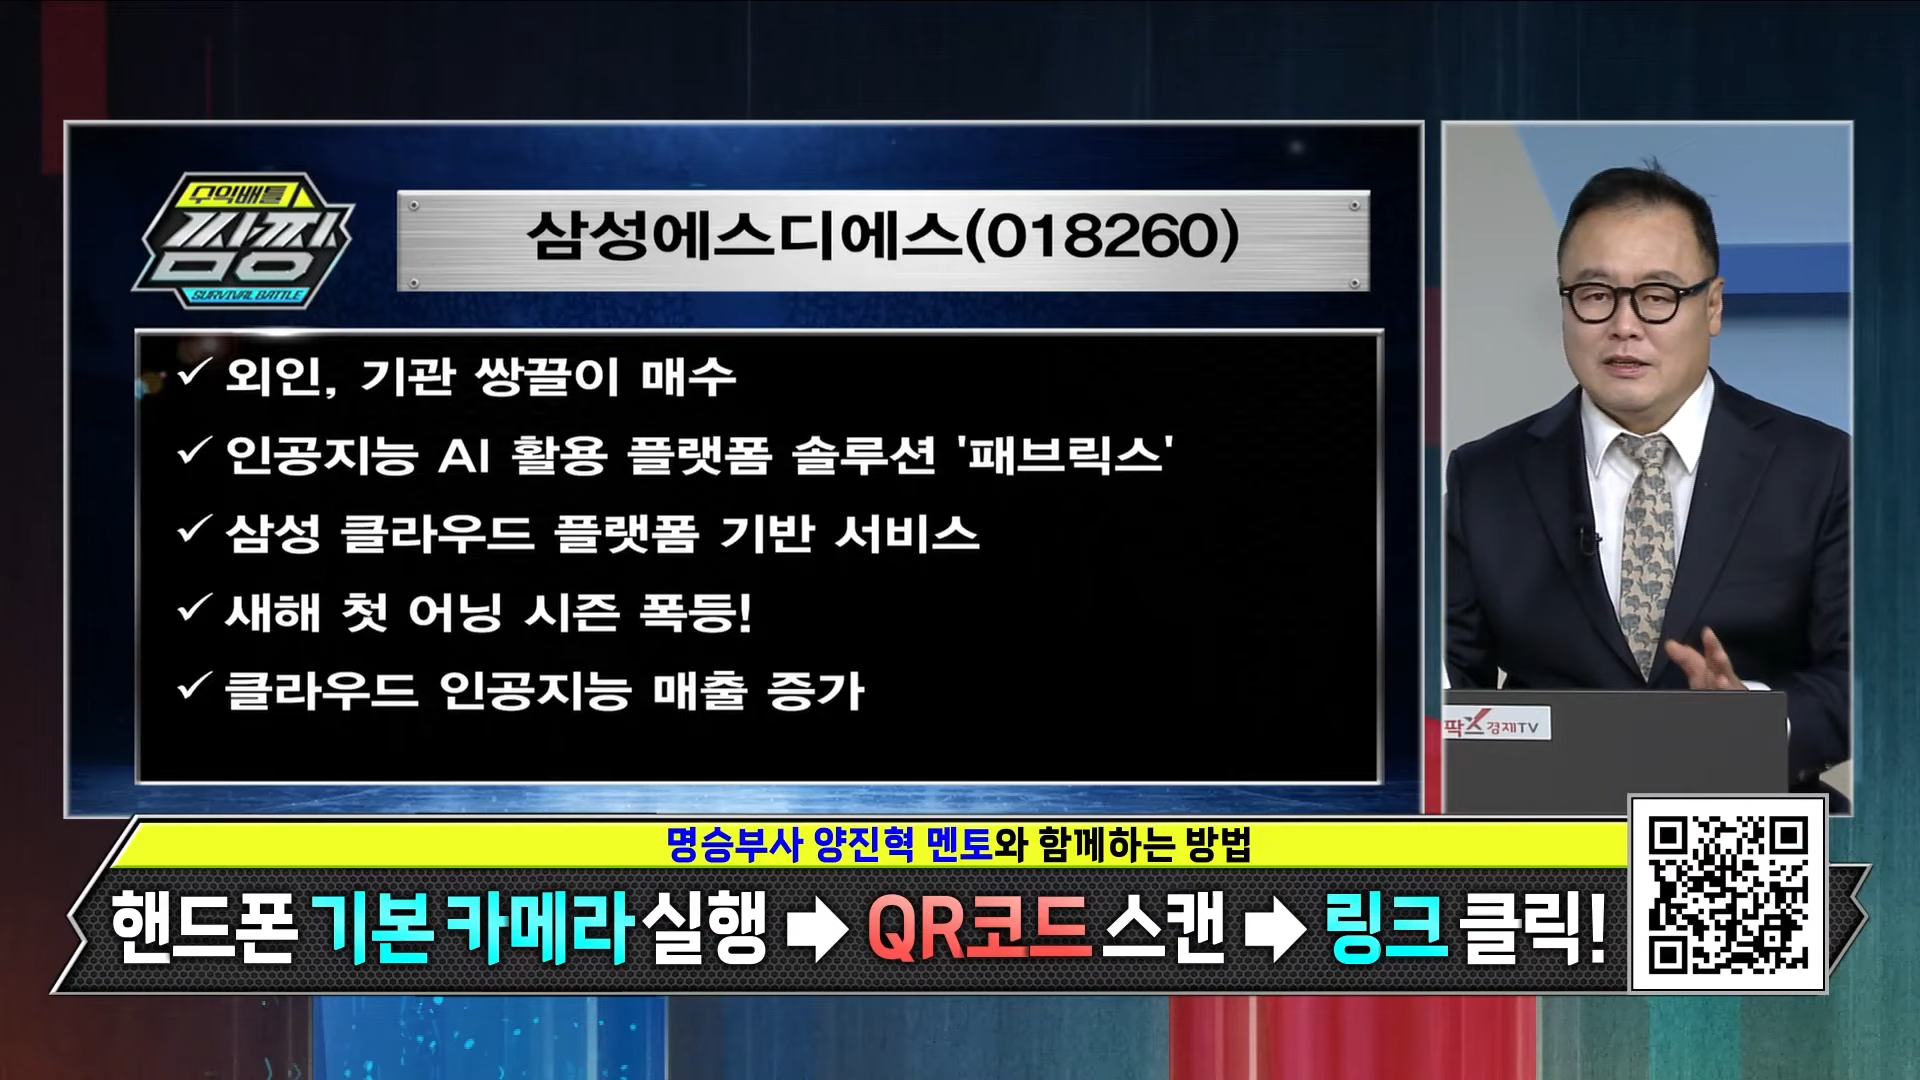 수익배틀
찜찡
SURVIVAL BATTLE
삼성에스디에스(018260)
✓ 외인, 기관 쌍끌이 매수
✓ 인공지능 AI 활용 플랫폼 솔루션 '패브릭스'
✓ 삼성 클라우드 플랫폼 기반 서비스
✓ 새해 첫 어닝 시즌 폭등!
✓ 클라우드 인공지능 매출 증가
팍스경제TV
명승부사 양진혁 멘토와 함께하는 방법
핸드폰 기본 카메라 실행 ➡ QR코드 스캔 ➡ 링크 클릭!